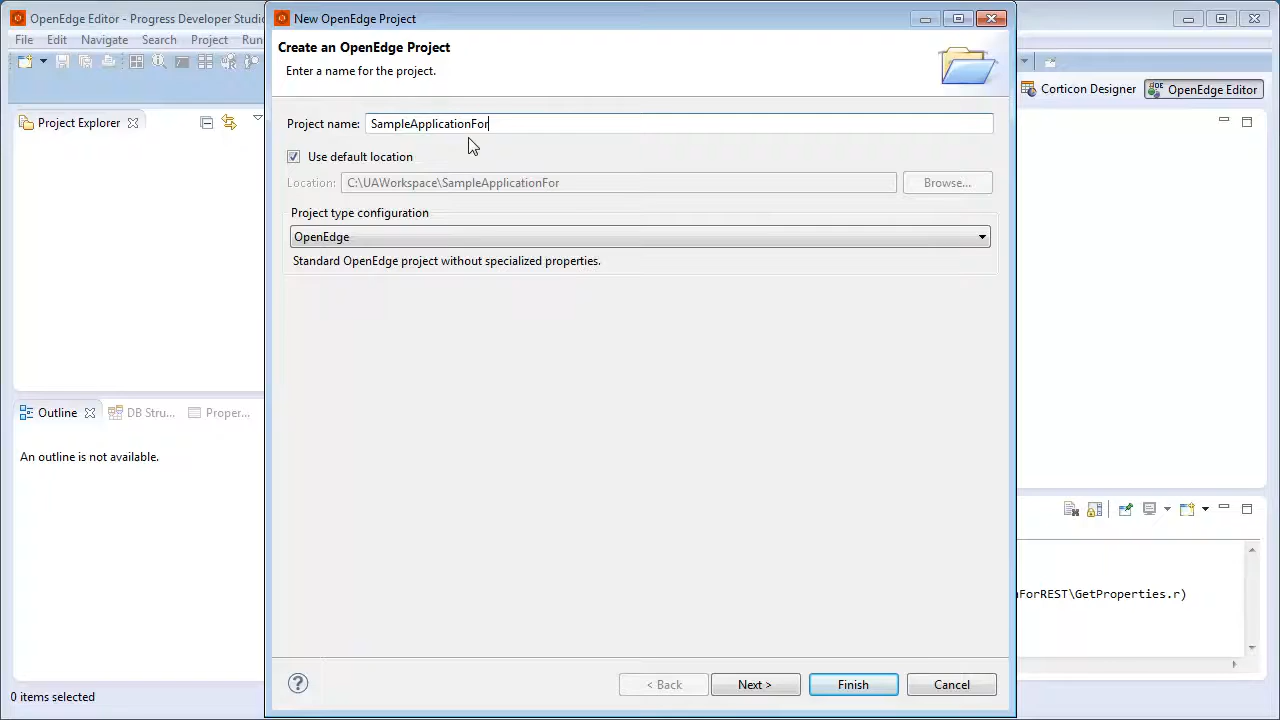 OpenEdge Editor - Progress Developer Studio
New OpenEdge Project
File Edit Navigate Search Project Run
Create an OpenEdge Project
Enter a name for the project.
Corticon Designer
OpenEdge Editor
Project Explorer
Project name: SampleApplicationFor
Use default location
Location: C:\UAWorkspace\SampleApplicationFor Browse...
Project type configuration
OpenEdge
Standard OpenEdge project without specialized properties.
Outline DB Stru... Proper...
An outline is not available.
ForREST\GetProperties.r)
< Back Next > Finish Cancel
0 items selected